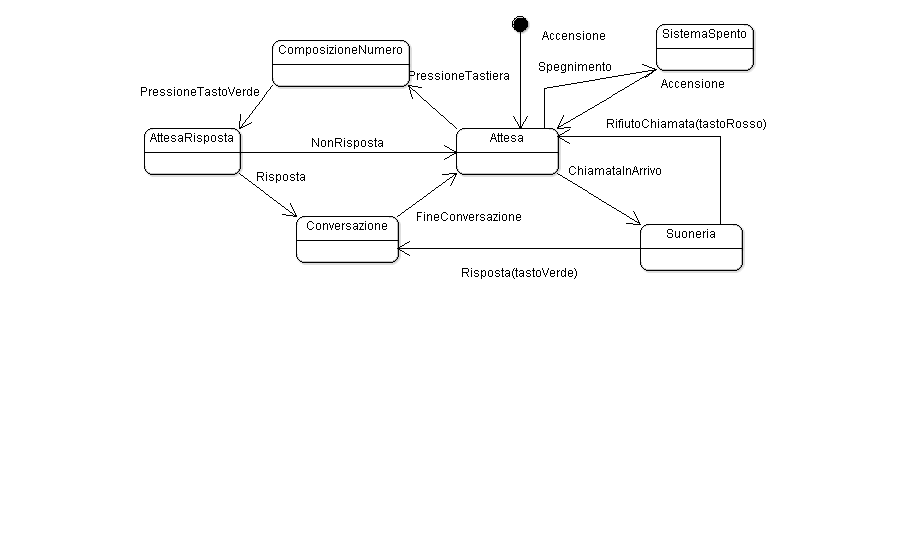 SistemaSpento
Accensione
ComposizioneNumero
Spegnimento
PressioneTastiera
Accensione
PressioneTastoVerde
RifiutoChiamata(tastoRosso)
AttesaRisposta
Attesa
NonRisposta
ChiamataInArrivo
Risposta
FineConversazione
Conversazione
Suoneria
Risposta(tastoVerde)